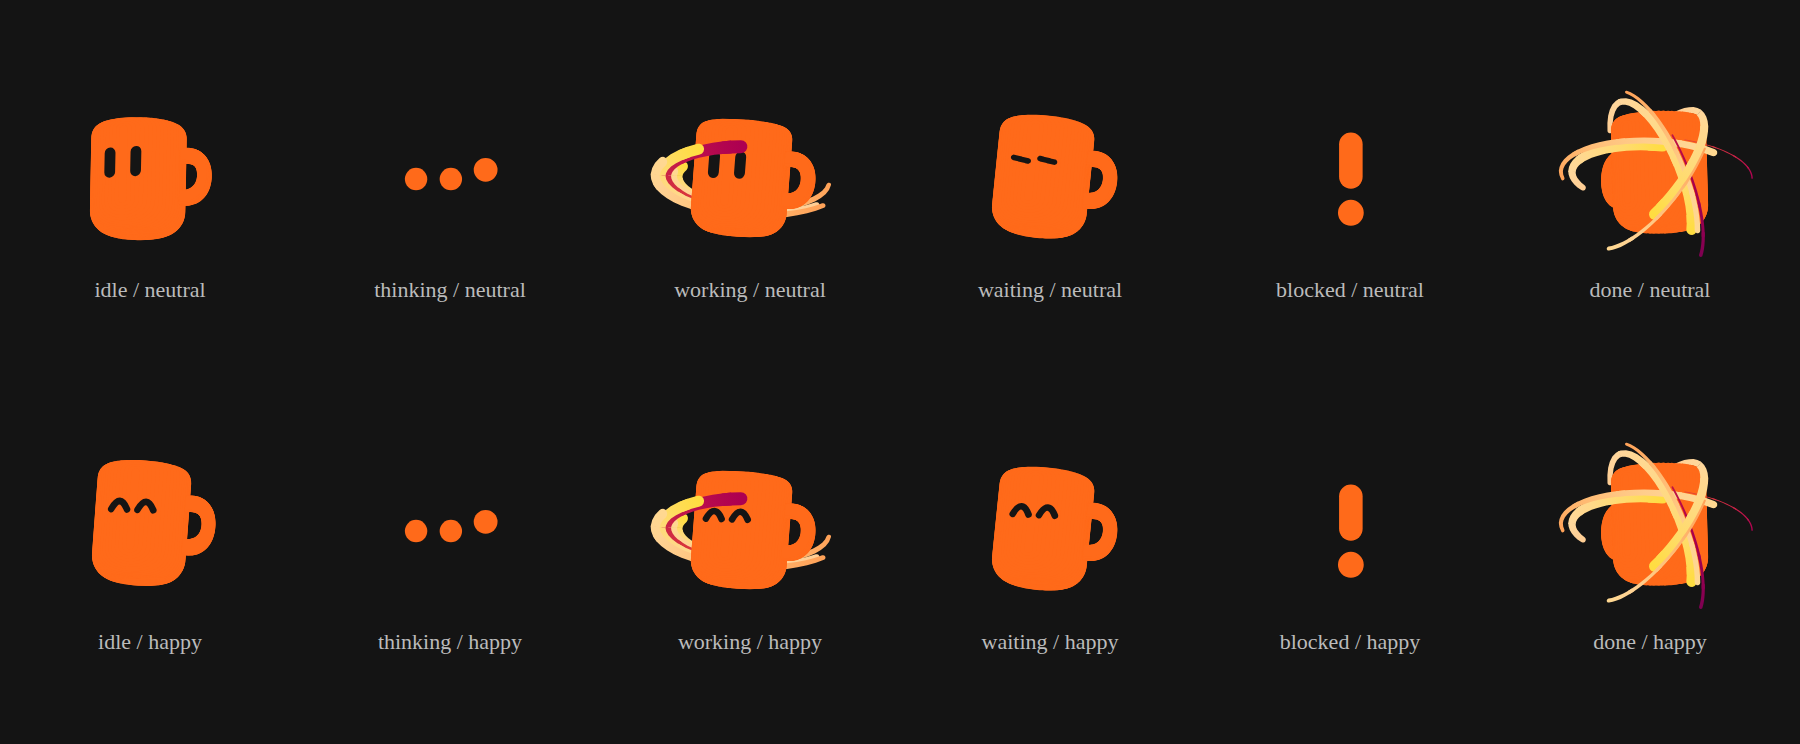 idle / neutral
thinking / neutral
working / neutral
waiting / neutral
blocked / neutral
done / neutral
idle / happy
thinking / happy
working / happy
waiting / happy
blocked / happy
done / happy